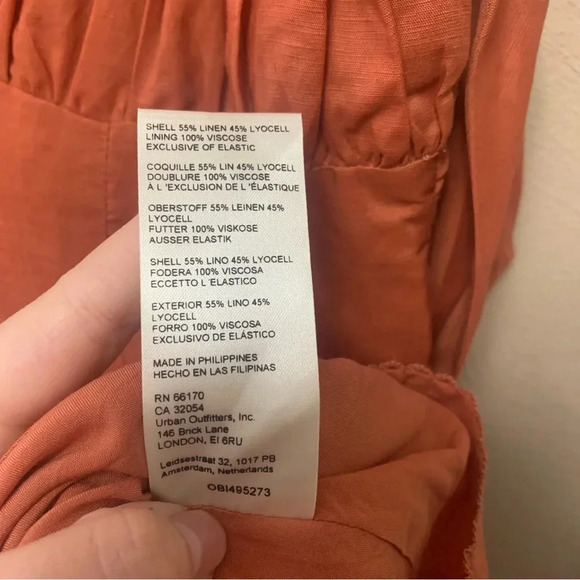 SHELL 55% LINEN 45% LYOCELL
LINING 100% VISCOSE
EXCLUSIVE OF ELASTIC
COQUILLE 55% LIN 45% LYOCELL
DOUBLURE 100% VISCOSE
À L'EXCLUSION DE L'ÉLASTIQUE
OBERSTOFF 55% LEINEN 45%
LYOCELL
FUTTER 100% VISKOSE
AUSSER ELASTIK
SHELL 55% LINO 45% LYOCELL
FODERA 100% VISCOSA
ECCETTO L'ELASTICO
EXTERIOR 55% LINO 45%
LYOCELL
FORRO 100% VISCOSA
EXCLUSIVO DE ELÁSTICO
MADE IN PHILIPPINES
HECHO EN LAS FILIPINAS
RN 66170
CA 32054
Urban Outfitters, Inc.
146 Brick Lane
LONDON, EI 6RU
Leidsestraat 32, 1017 PB
Amsterdam, Netherlands
OBI495273